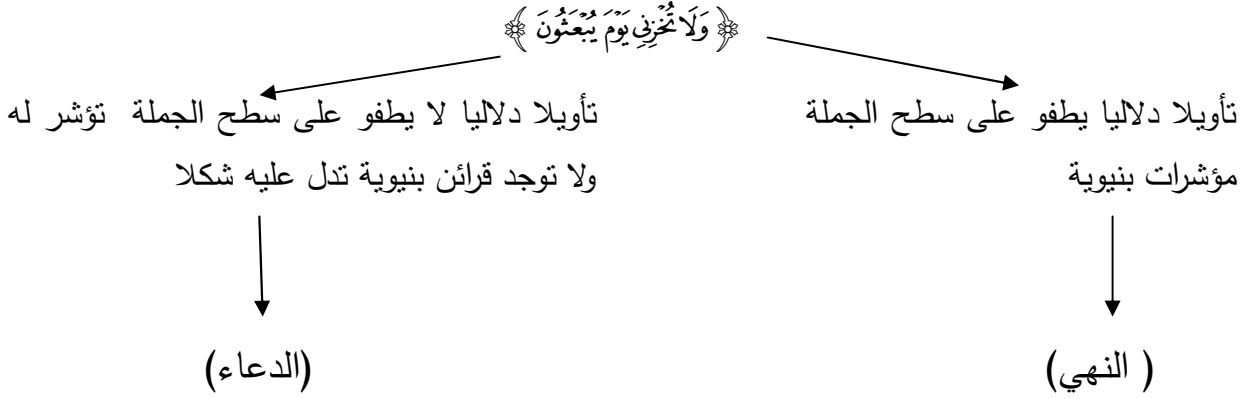 ﴿ وَلَا تُخْزِنِي يَوْمَ يُبْعَثُونَ ﴾
تأويلا دلاليا يطفو على سطح الجملة تؤشر له
مؤشرات بنيوية
( النهي)
تأويلا دلاليا لا يطفو على سطح الجملة
ولا توجد قرائن بنيوية تدل عليه شكلا
(الدعاء)